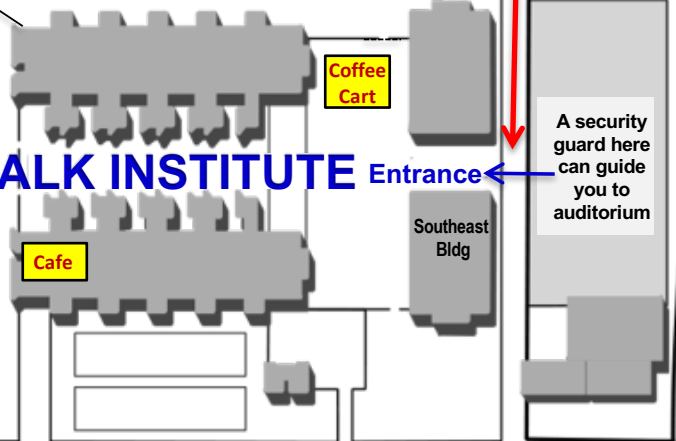 Coffee
Cart
ALK INSTITUTE
Entrance
A security
guard here
can guide
you to
auditorium
Southeast
Bldg
Cafe